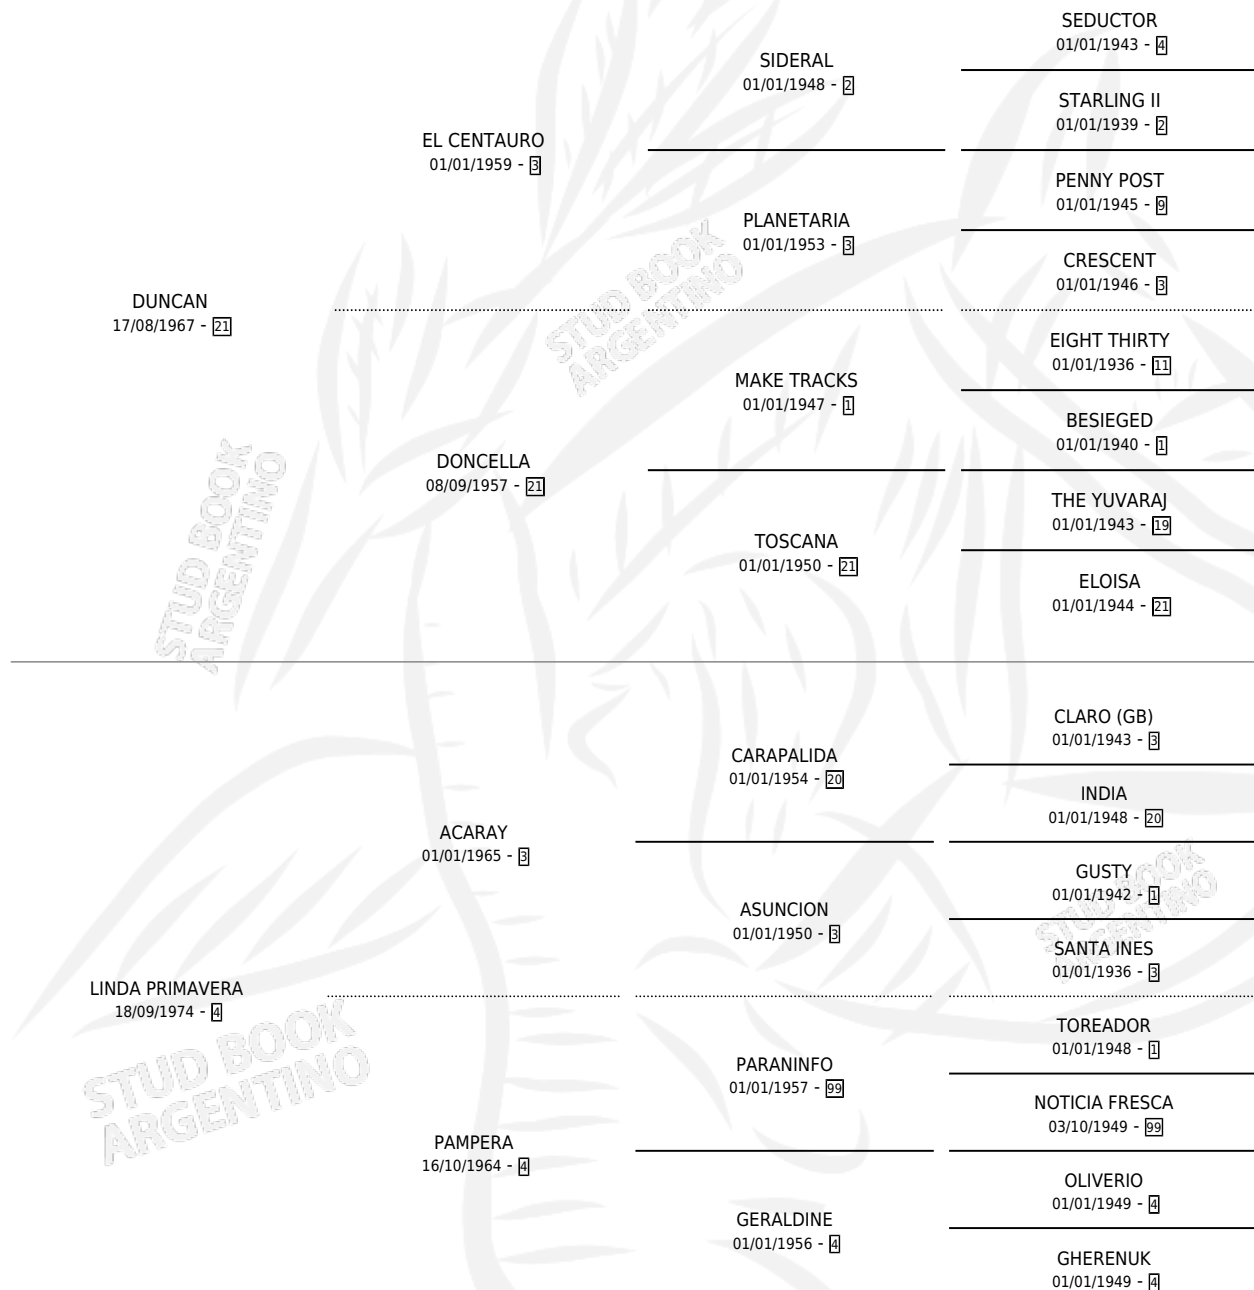 SEDUCTOR
01/01/1943 - 4
SIDERAL
01/01/1948 - 2
STARLING II
01/01/1939 - 2
EL CENTAURO
01/01/1959 - 3
PENNY POST
01/01/1945 - 9
PLANETARIA
01/01/1953 - 3
CRESCENT
01/01/1946 - 3
DUNCAN
17/08/1967 - 21
EIGHT THIRTY
01/01/1936 - 11
MAKE TRACKS
01/01/1947 - 1
BESIEGED
01/01/1940 - 1
DONCELLA
08/09/1957 - 21
THE YUVARAJ
01/01/1943 - 19
TOSCANA
01/01/1950 - 21
ELOISA
01/01/1944 - 21
CLARO (GB)
01/01/1943 - 3
CARAPALIDA
01/01/1954 - 20
INDIA
01/01/1948 - 20
ACARAY
01/01/1965 - 3
GUSTY
01/01/1942 - 1
ASUNCION
01/01/1950 - 3
SANTA INES
01/01/1936 - 3
LINDA PRIMAVERA
18/09/1974 - 4
TOREADOR
01/01/1948 - 1
PARANINFO
01/01/1957 - 99
NOTICIA FRESCA
03/10/1949 - 99
PAMPERA
16/10/1964 - 4
OLIVERIO
01/01/1949 - 4
GERALDINE
01/01/1956 - 4
GHERENUK
01/01/1949 - 4
STUD BOOK
ARGENTINO
STUD BOOK
ARGENTINO
STUD BOOK
ARGENTINO
STUD BOOK
ARGENTINO